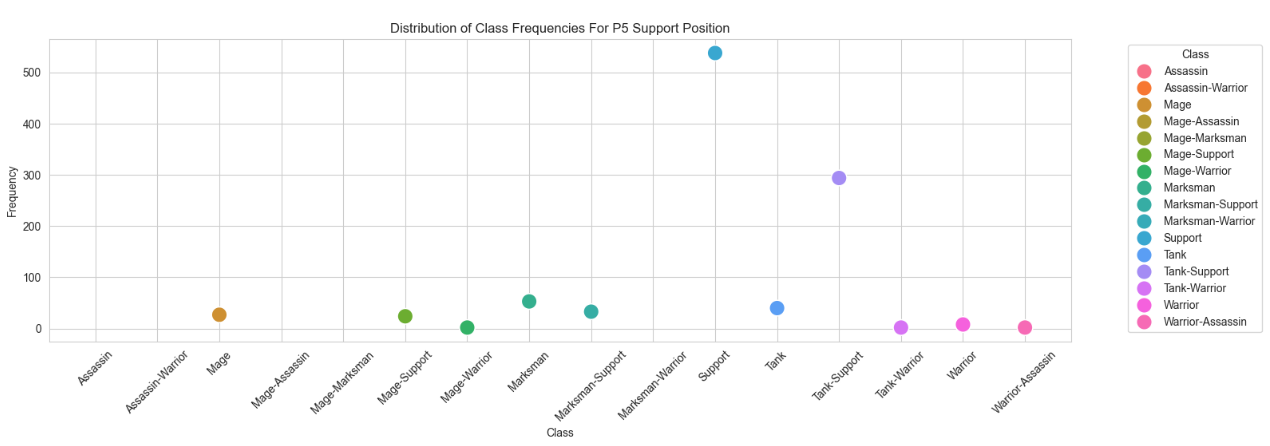 Distribution of Class Frequencies For P5 Support Position
Frequency
500
400
300
200
100
0
Assassin
Assassin-Warrior
Mage
Mage-Assassin
Mage-Marksman
Mage-Support
Mage-Warrior
Marksman
Marksman-Support
Marksman-Warrior
Support
Tank
Tank-Support
Tank-Warrior
Warrior
Warrior-Assassin
Class
Class
Assassin
Assassin-Warrior
Mage
Mage-Assassin
Mage-Marksman
Mage-Support
Mage-Warrior
Marksman
Marksman-Support
Marksman-Warrior
Support
Tank
Tank-Support
Tank-Warrior
Warrior
Warrior-Assassin